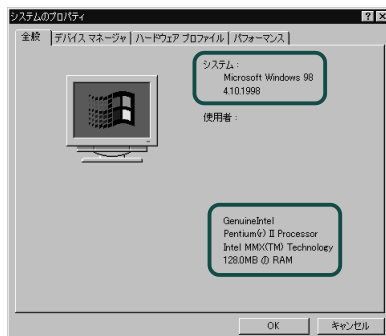 システムのプロパティ
全般 デバイス マネージャ ハードウェア プロファイル パフォーマンス
システム:
Microsoft Windows 98
4.10.1998
使用者:
GenuineIntel
Pentium(r) II Processor
Intel MMX(TM) Technology
128.0MB の RAM
OK キャンセル